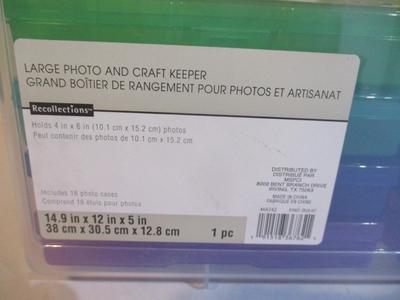 LARGE PHOTO AND CRAFT KEEPER
GRAND BOÎTIER DE RANGEMENT POUR PHOTOS ET ARTISANAT
Recollections™
Holds 4 in x 6 in (10.1 cm x 15.2 cm) photos
Peut contenir des photos de 10.1 cm x 15.2 cm
Includes 16 photo cases
Comprend 16 étuis pour photos
14.9 in x 12 in x 5 in
38 cm x 30.5 cm x 12.8 cm
1 pc
DISTRIBUTED BY
DISTRIBUÉ PAR
MSPCI
8000 BENT BRANCH DRIVE
IRVING, TX 75063
MADE IN CHINA
FABRIQUÉ EN CHINE